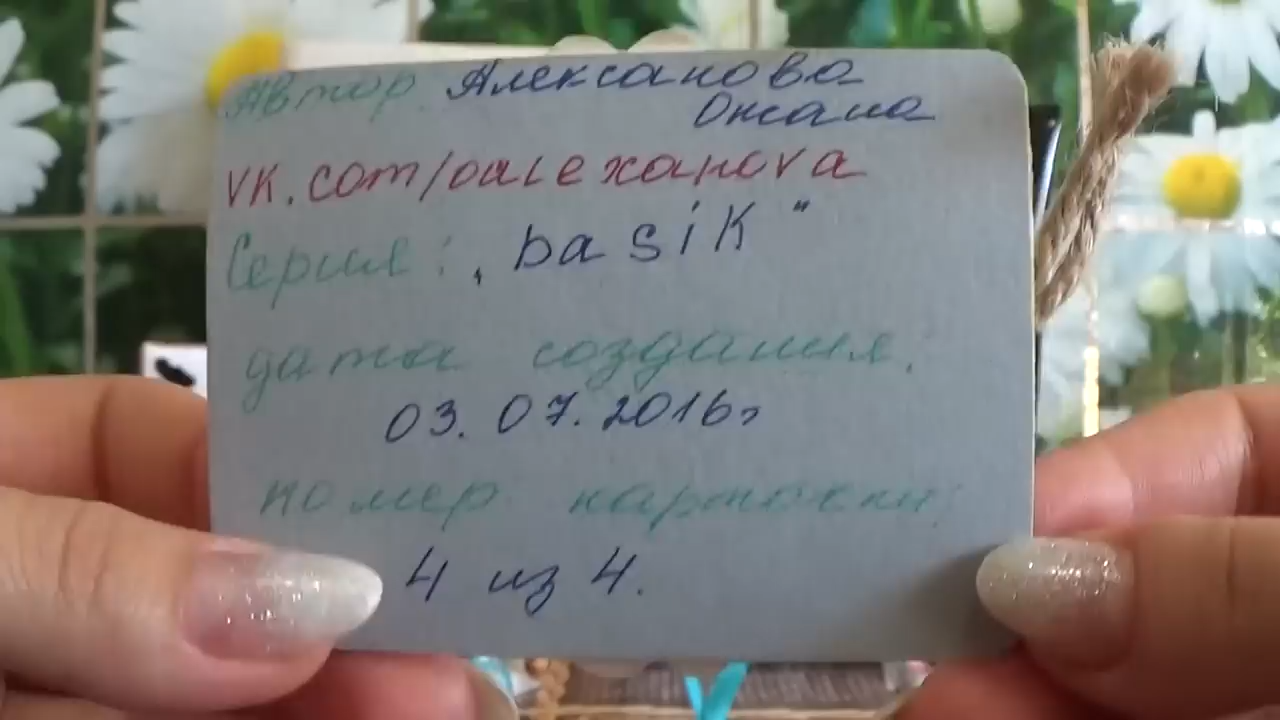 Автор: Алексанова
Оксана
vk.com/oalexanova
Серия: „basik"
дата создания:
03.07.2016г
номер карточки:
4 из 4.